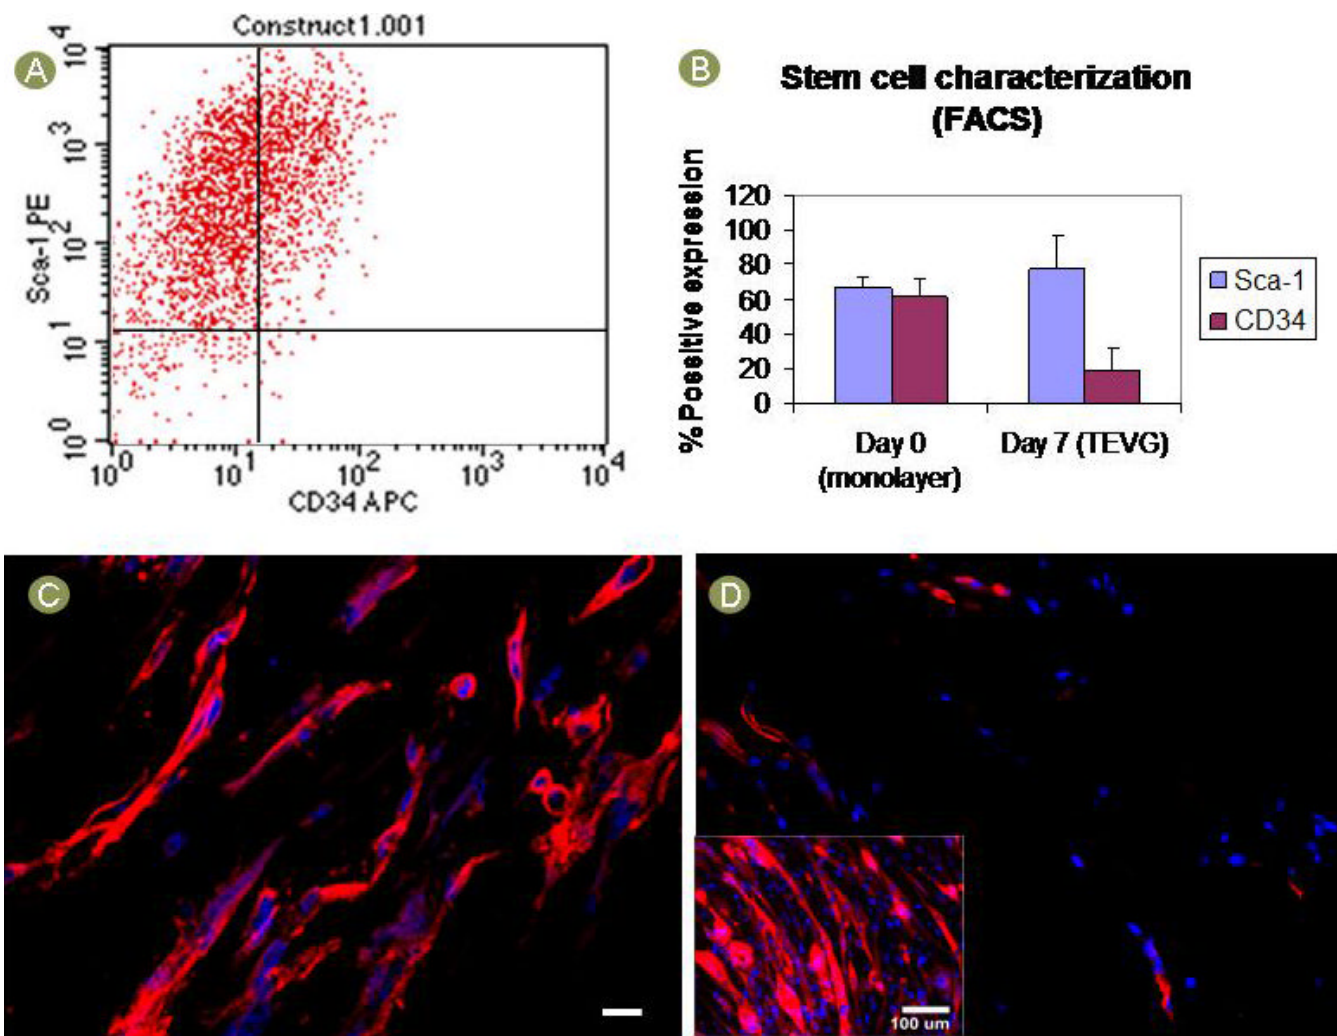 A
Construct1.001
10^4
10^3
10^2
10^1
10^0
Sca-1 PE
10^0 10^1 10^2 10^3 10^4
CD34 APC
B
Stem cell characterization
(FACS)
% Possitive expression
120
100
80
60
40
20
0
Day 0
(monolayer)
Day 7 (TEVG)
Sca-1
CD34
C
D
100 um